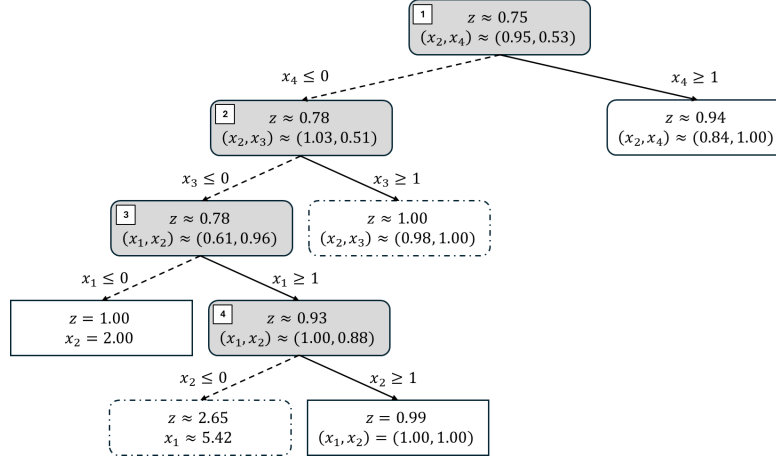 1
z ≈ 0.75
(x₂,x₄) ≈ (0.95, 0.53)
x₄ ≤ 0
x₄ ≥ 1
2
z ≈ 0.78
(x₂,x₃) ≈ (1.03, 0.51)
z ≈ 0.94
(x₂,x₄) ≈ (0.84, 1.00)
x₃ ≤ 0
x₃ ≥ 1
3
z ≈ 0.78
(x₁,x₂) ≈ (0.61, 0.96)
z ≈ 1.00
(x₂,x₃) ≈ (0.98, 1.00)
x₁ ≤ 0
x₁ ≥ 1
z = 1.00
x₂ = 2.00
4
z ≈ 0.93
(x₁,x₂) ≈ (1.00, 0.88)
x₂ ≤ 0
x₂ ≥ 1
z ≈ 2.65
x₁ ≈ 5.42
z = 0.99
(x₁,x₂) = (1.00, 1.00)